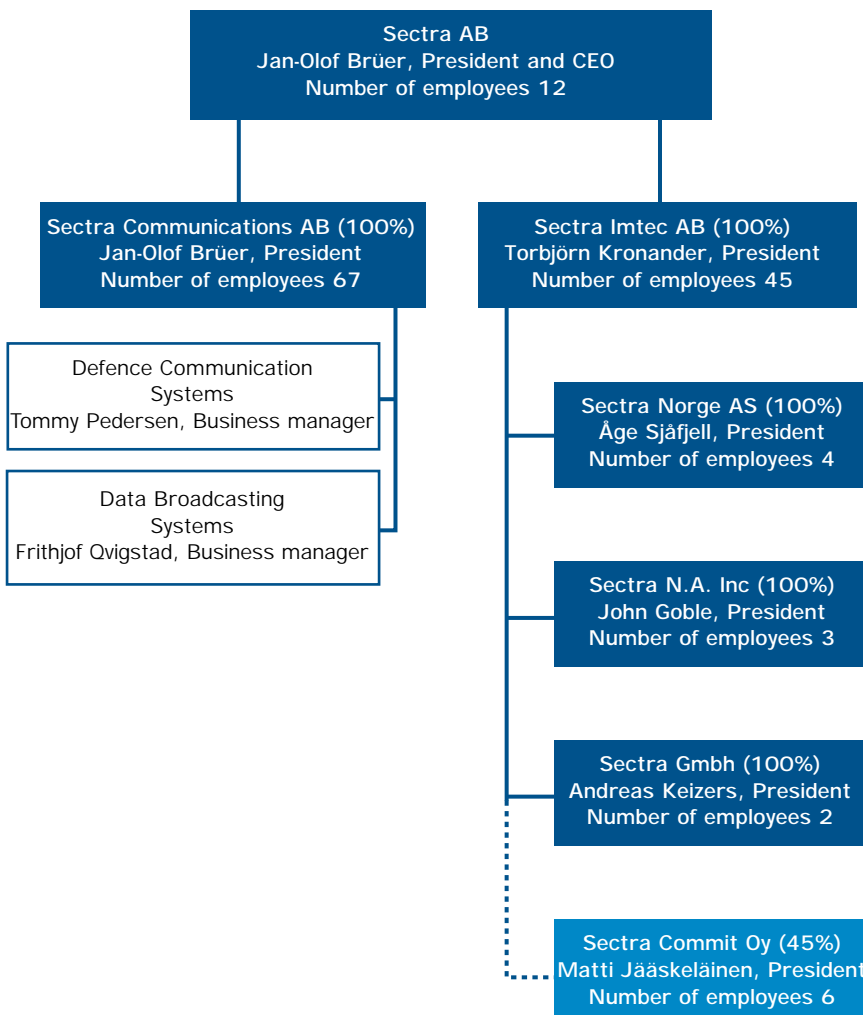 Sectra AB
Jan-Olof Brüer, President and CEO
Number of employees 12
Sectra Communications AB (100%)
Jan-Olof Brüer, President
Number of employees 67
Defence Communication
Systems
Tommy Pedersen, Business manager
Data Broadcasting
Systems
Frithjof Qvigstad, Business manager
Sectra Imtec AB (100%)
Torbjörn Kronander, President
Number of employees 45
Sectra Norge AS (100%)
Åge Sjåfjell, President
Number of employees 4
Sectra N.A. Inc (100%)
John Goble, President
Number of employees 3
Sectra Gmbh (100%)
Andreas Keizers, President
Number of employees 2
Sectra Commit Oy (45%)
Matti Jääskeläinen, President
Number of employees 6